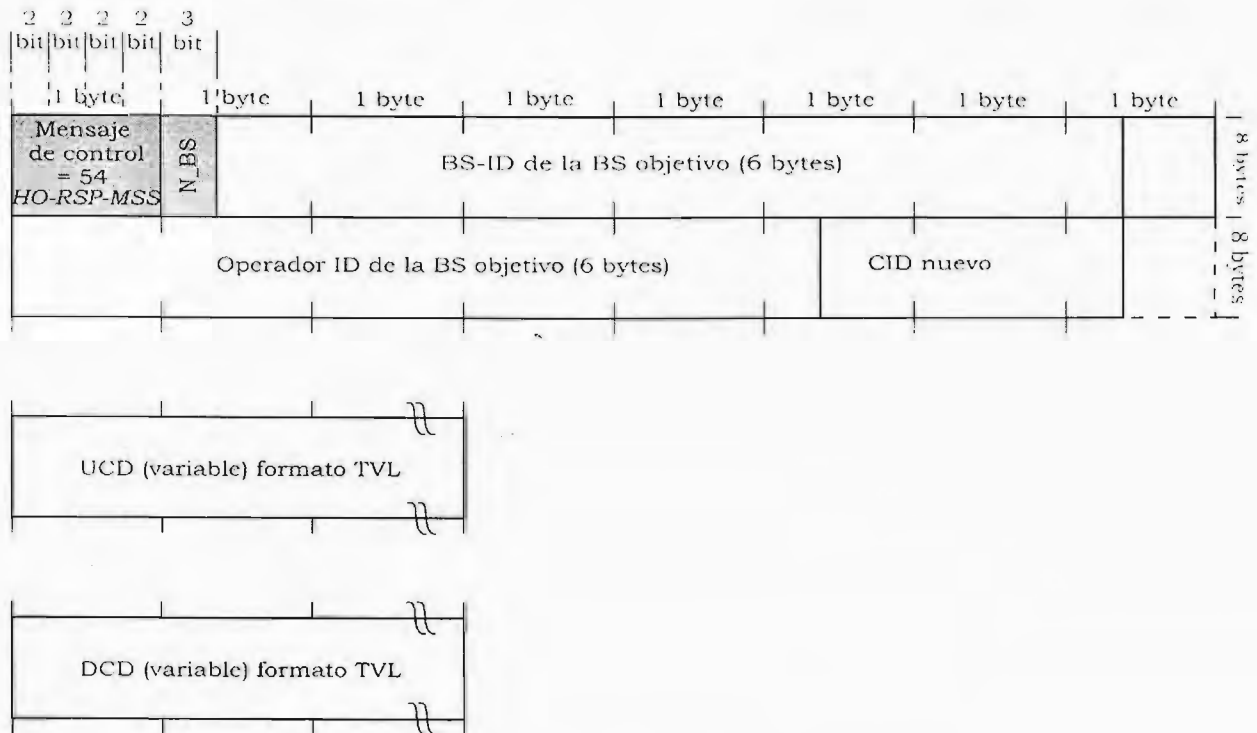 2 2 2 2 3
bit bit bit bit bit
1 byte 1 byte 1 byte 1 byte 1 byte 1 byte 1 byte 1 byte
Mensaje
de control
= 54
HO-RSP-MSS
N_BS
BS-ID de la BS objetivo (6 bytes)
8 bytes
Operador ID de la BS objetivo (6 bytes)
CID nuevo
8 bytes
UCD (variable) formato TVL
DCD (variable) formato TVL